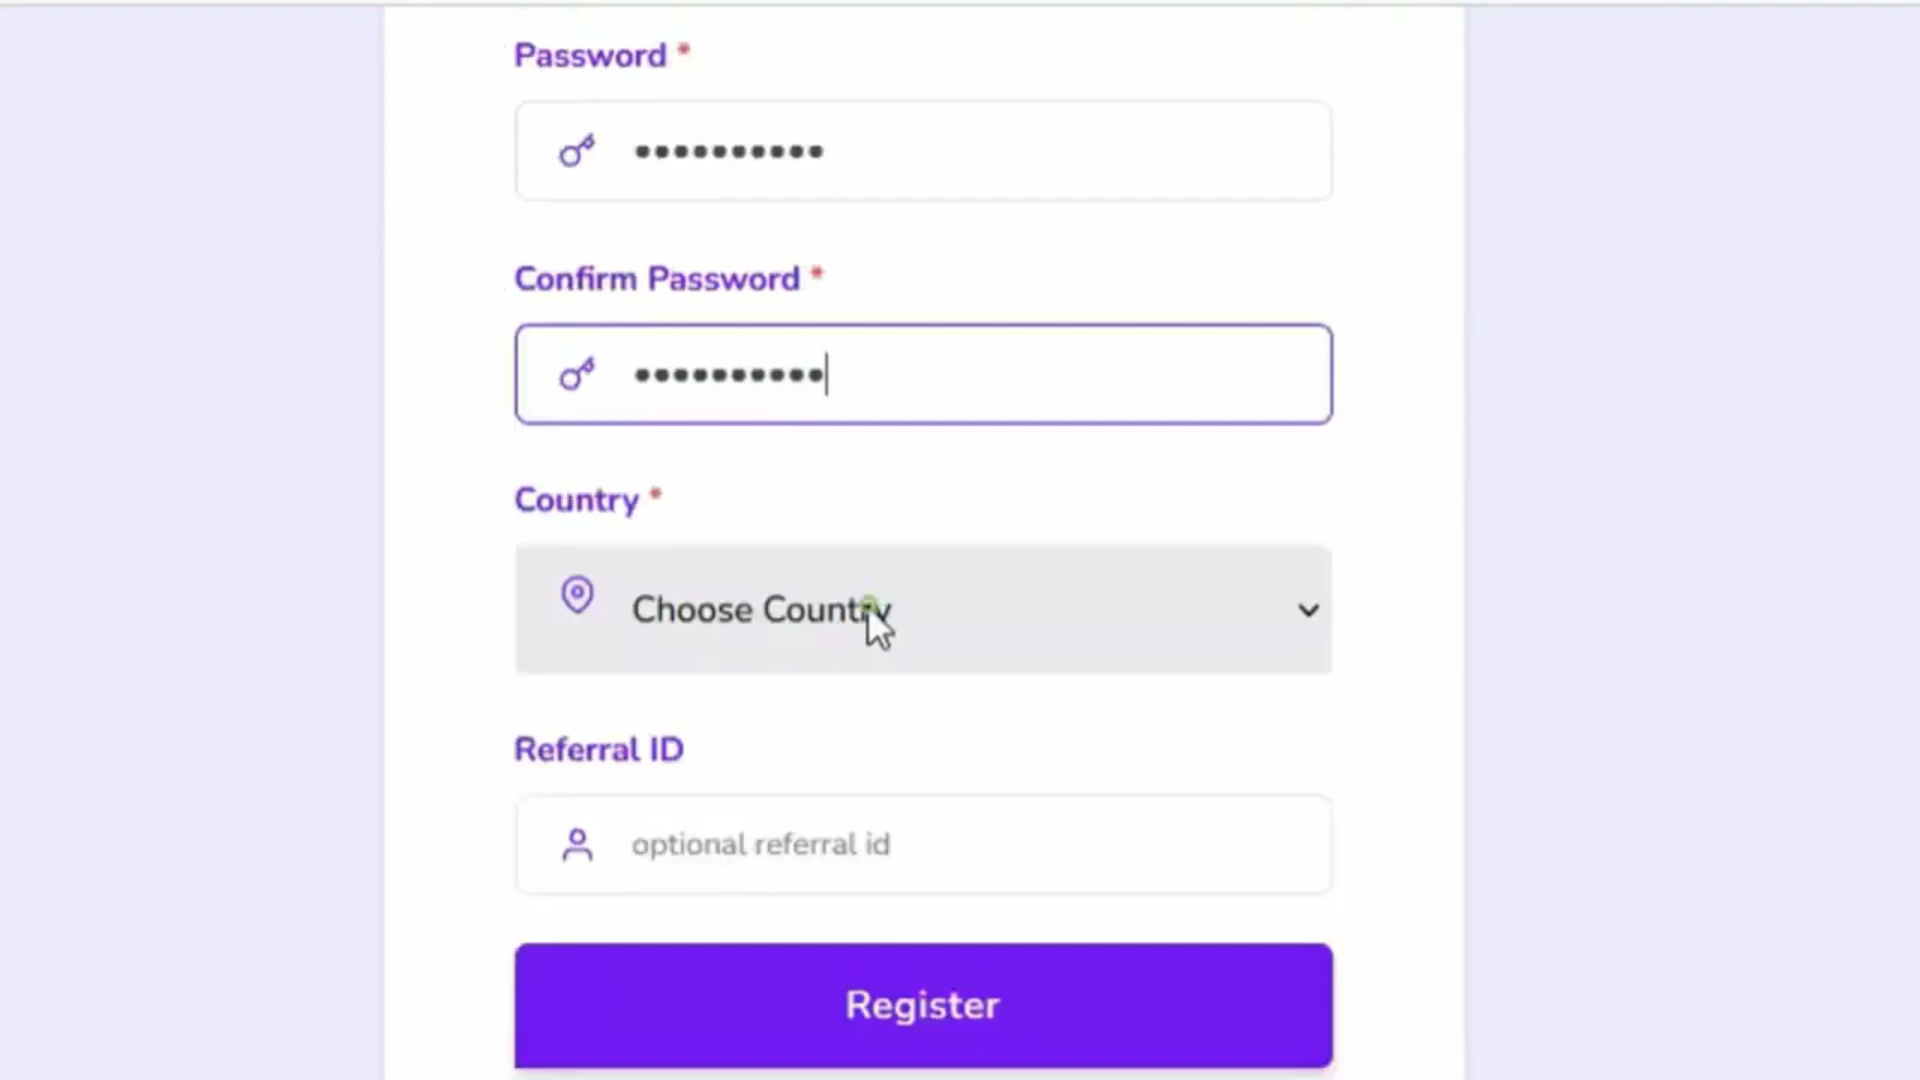 Password *
••••••••••
Confirm Password *
••••••••••
Country *
Choose Country
Referral ID
optional referral id
Register